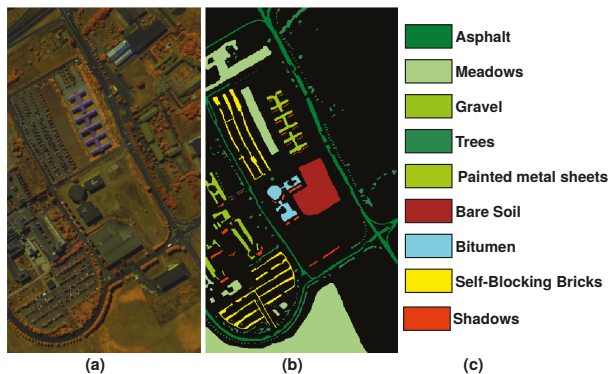 Asphalt
Meadows
Gravel
Trees
Painted metal sheets
Bare Soil
Bitumen
Self-Blocking Bricks
Shadows
(a)
(b)
(c)